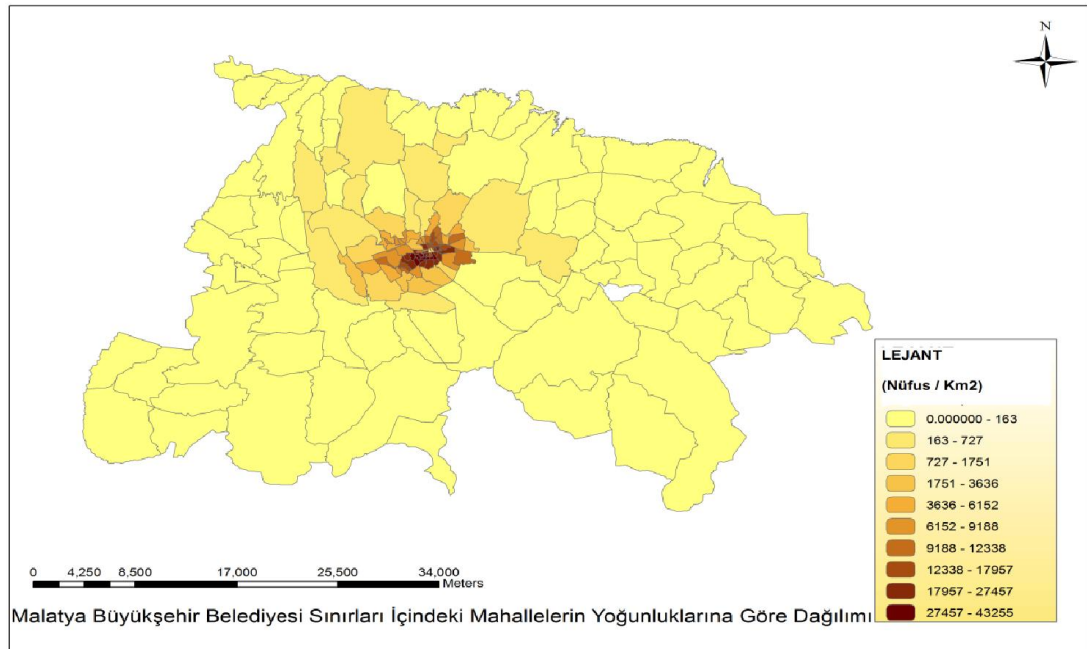 N
LEJANT
(Nüfus / Km2)
0.000000 - 163
163 - 727
727 - 1751
1751 - 3636
3636 - 6152
6152 - 9188
9188 - 12338
12338 - 17957
17957 - 27457
27457 - 43255
0 4,250 8,500 17,000 25,500 34,000
Meters
Malatya Büyükşehir Belediyesi Sınırları İçindeki Mahallelerin Yoğunluklarına Göre Dağılımı